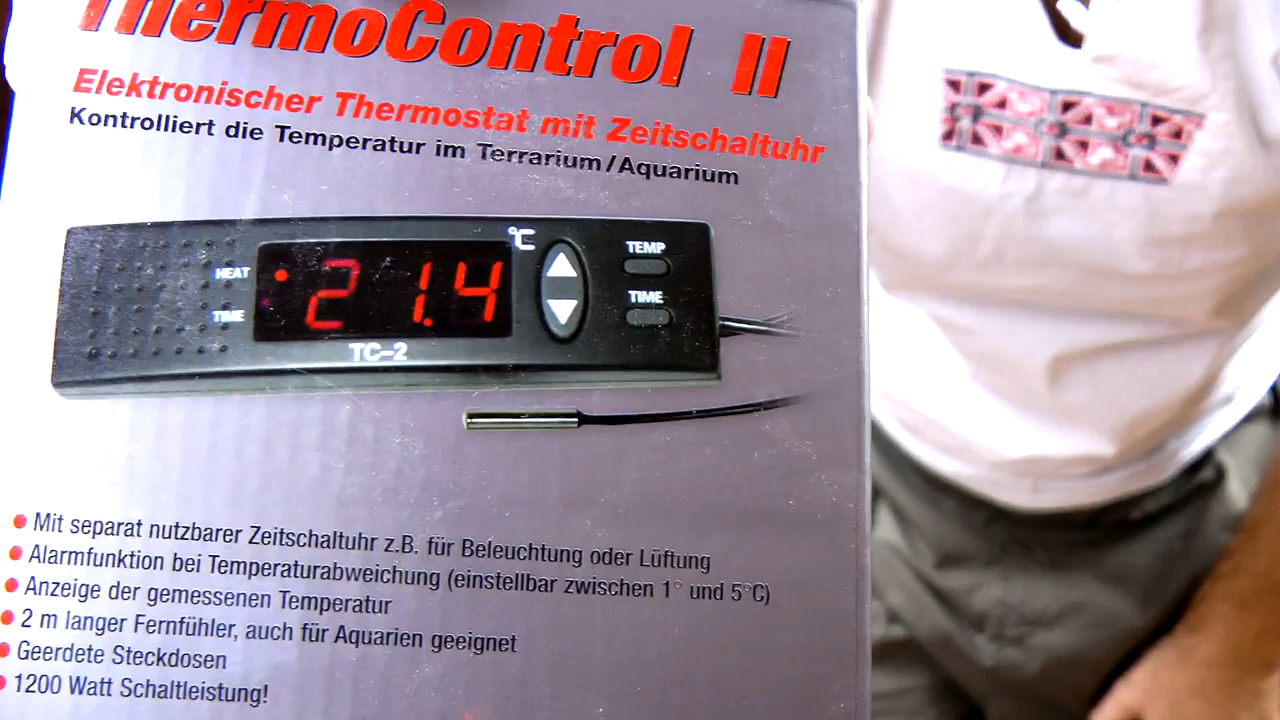 ThermoControl II
Elektronischer Thermostat mit Zeitschaltuhr
Kontrolliert die Temperatur im Terrarium/Aquarium
°C
HEAT
TIME
21.4
TEMP
TIME
TC-2
Mit separat nutzbarer Zeitschaltuhr z.B. für Beleuchtung oder Lüftung
Alarmfunktion bei Temperaturabweichung (einstellbar zwischen 1° und 5°C)
Anzeige der gemessenen Temperatur
2 m langer Fernfühler, auch für Aquarien geeignet
Geerdete Steckdosen
1200 Watt Schaltleistung!